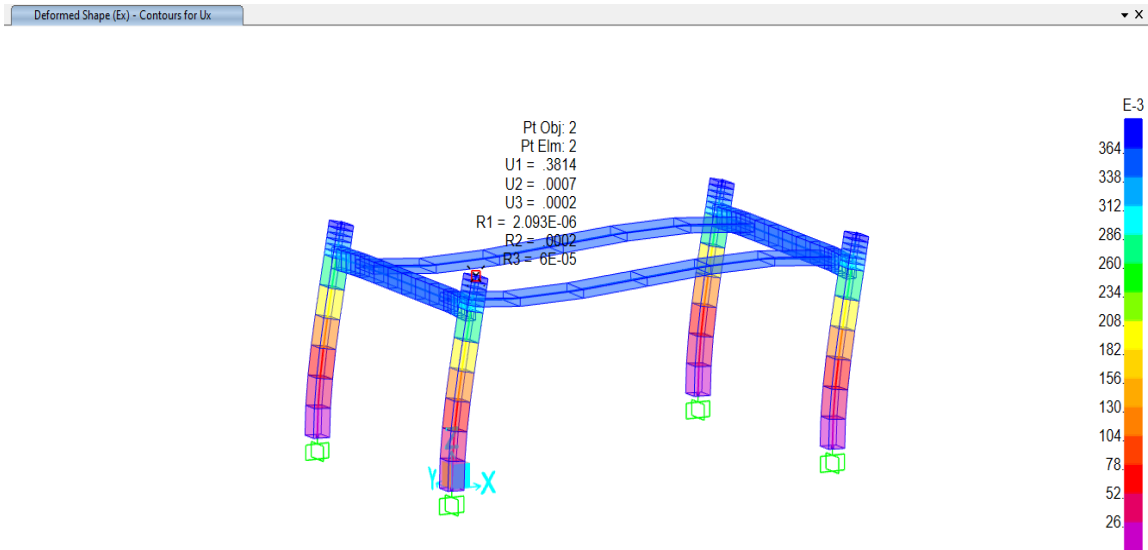 Deformed Shape (Ex) - Contours for Ux
X
E-3
Pt Obj: 2
Pt Elm: 2
U1 = .3814
U2 = .0007
U3 = .0002
R1 = 2.093E-06
R2 = .0002
R3 = 6E-05
364.
338.
312.
286.
260.
234.
208.
182.
156.
130.
104.
78.
52.
26.
Y
Z
X